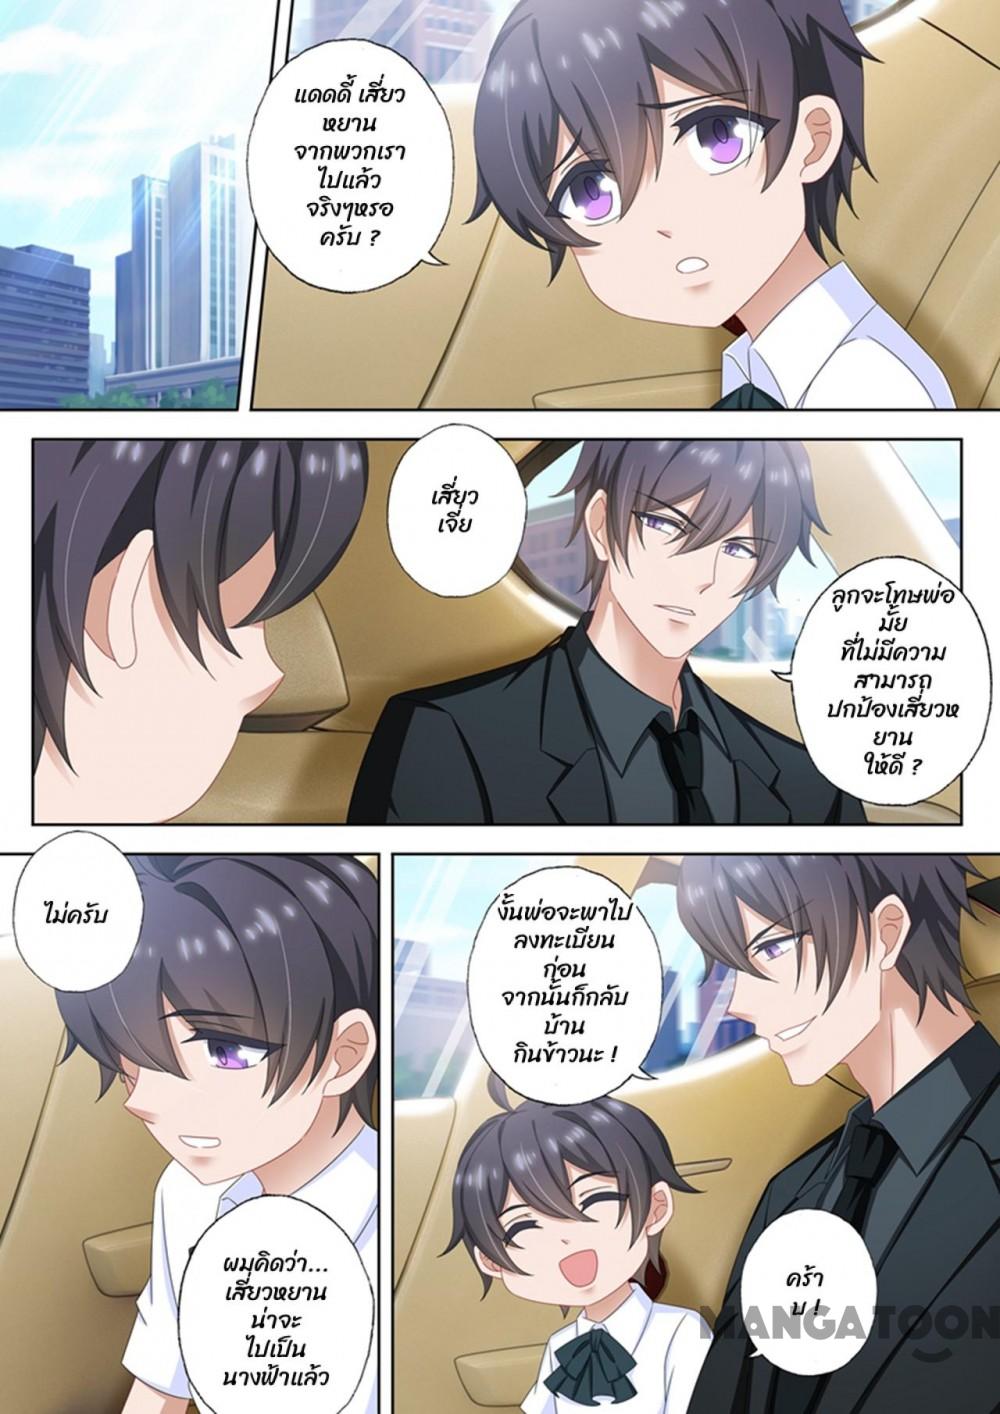 แดดดี้ เสี่ยว
หยาน
จากพวกเรา
ไปแล้ว
จริงๆหรอ
ครับ ?
เสี่ยว
เจี๋ย
ลูกจะโทษพ่อ
มั้ย
ที่ไม่มีความ
สามารถ
ปกป้องเสี่ยวห
ยาน
ให้ดี ?
ไม่ครับ
ผมคิดว่า...
เสี่ยวหยาน
น่าจะ
ไปเป็น
นางฟ้าแล้ว
งั้นพ่อจะพาไป
ลงทะเบียน
ก่อน
จากนั้นก็กลับ
บ้าน
กินข้าวนะ !
คร้า
บ !
MANGATOON